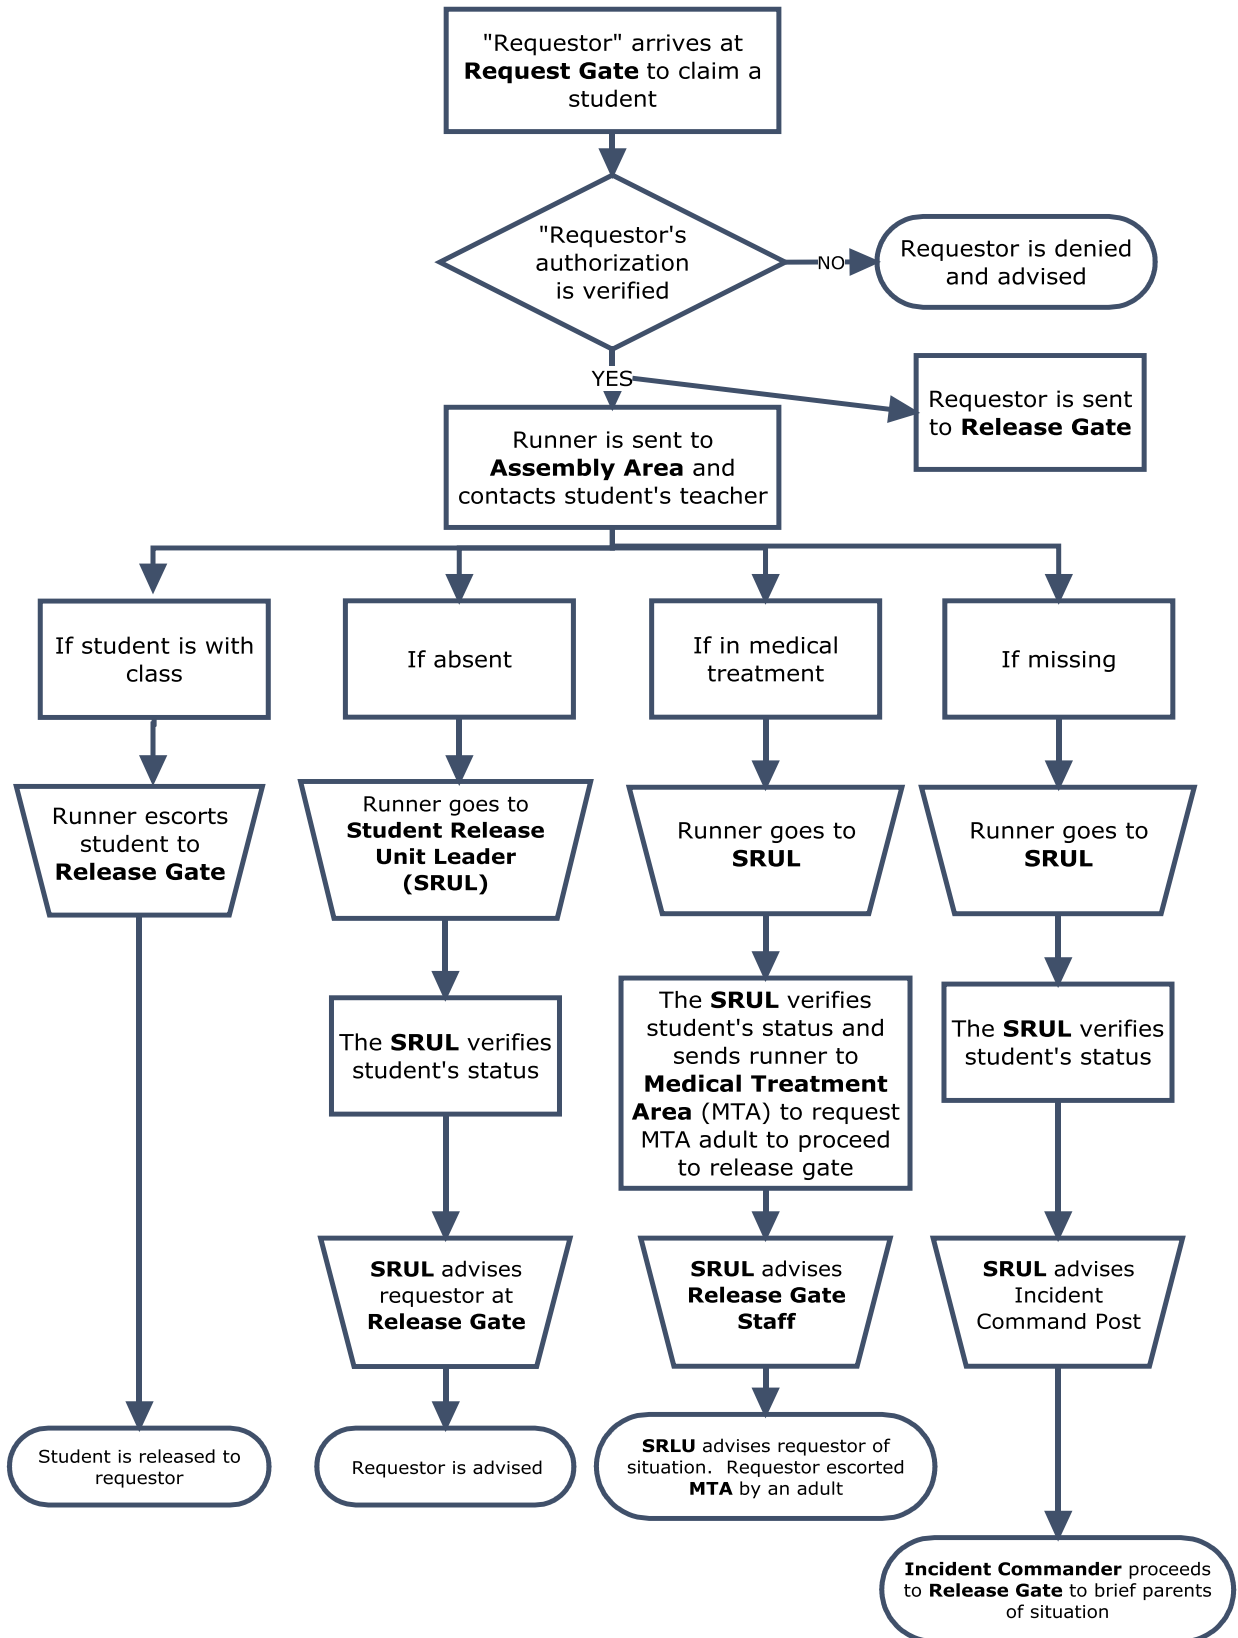 "Requestor" arrives at
Request Gate to claim a
student
"Requestor's
authorization
is verified
NO
Requestor is denied
and advised
YES
Requestor is sent
to Release Gate
Runner is sent to
Assembly Area and
contacts student's teacher
If student is with
class
If absent
If in medical
treatment
If missing
Runner escorts
student to
Release Gate
Runner goes to
Student Release
Unit Leader
(SRUL)
Runner goes to
SRUL
Runner goes to
SRUL
The SRUL verifies
student's status
The SRUL verifies
student's status and
sends runner to
Medical Treatment
Area (MTA) to request
MTA adult to proceed
to release gate
The SRUL verifies
student's status
SRUL advises
requestor at
Release Gate
SRUL advises
Release Gate
Staff
SRUL advises
Incident
Command Post
Student is released to
requestor
Requestor is advised
SRLU advises requestor of
situation.  Requestor escorted
MTA by an adult
Incident Commander proceeds
to Release Gate to brief parents
of situation